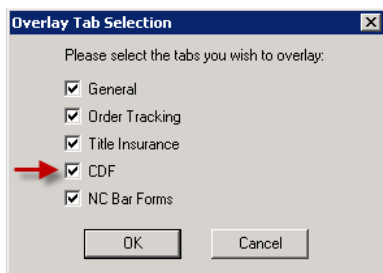 Overlay Tab Selection
Please select the tabs you wish to overlay:
General
Order Tracking
Title Insurance
CDF
NC Bar Forms
OK Cancel